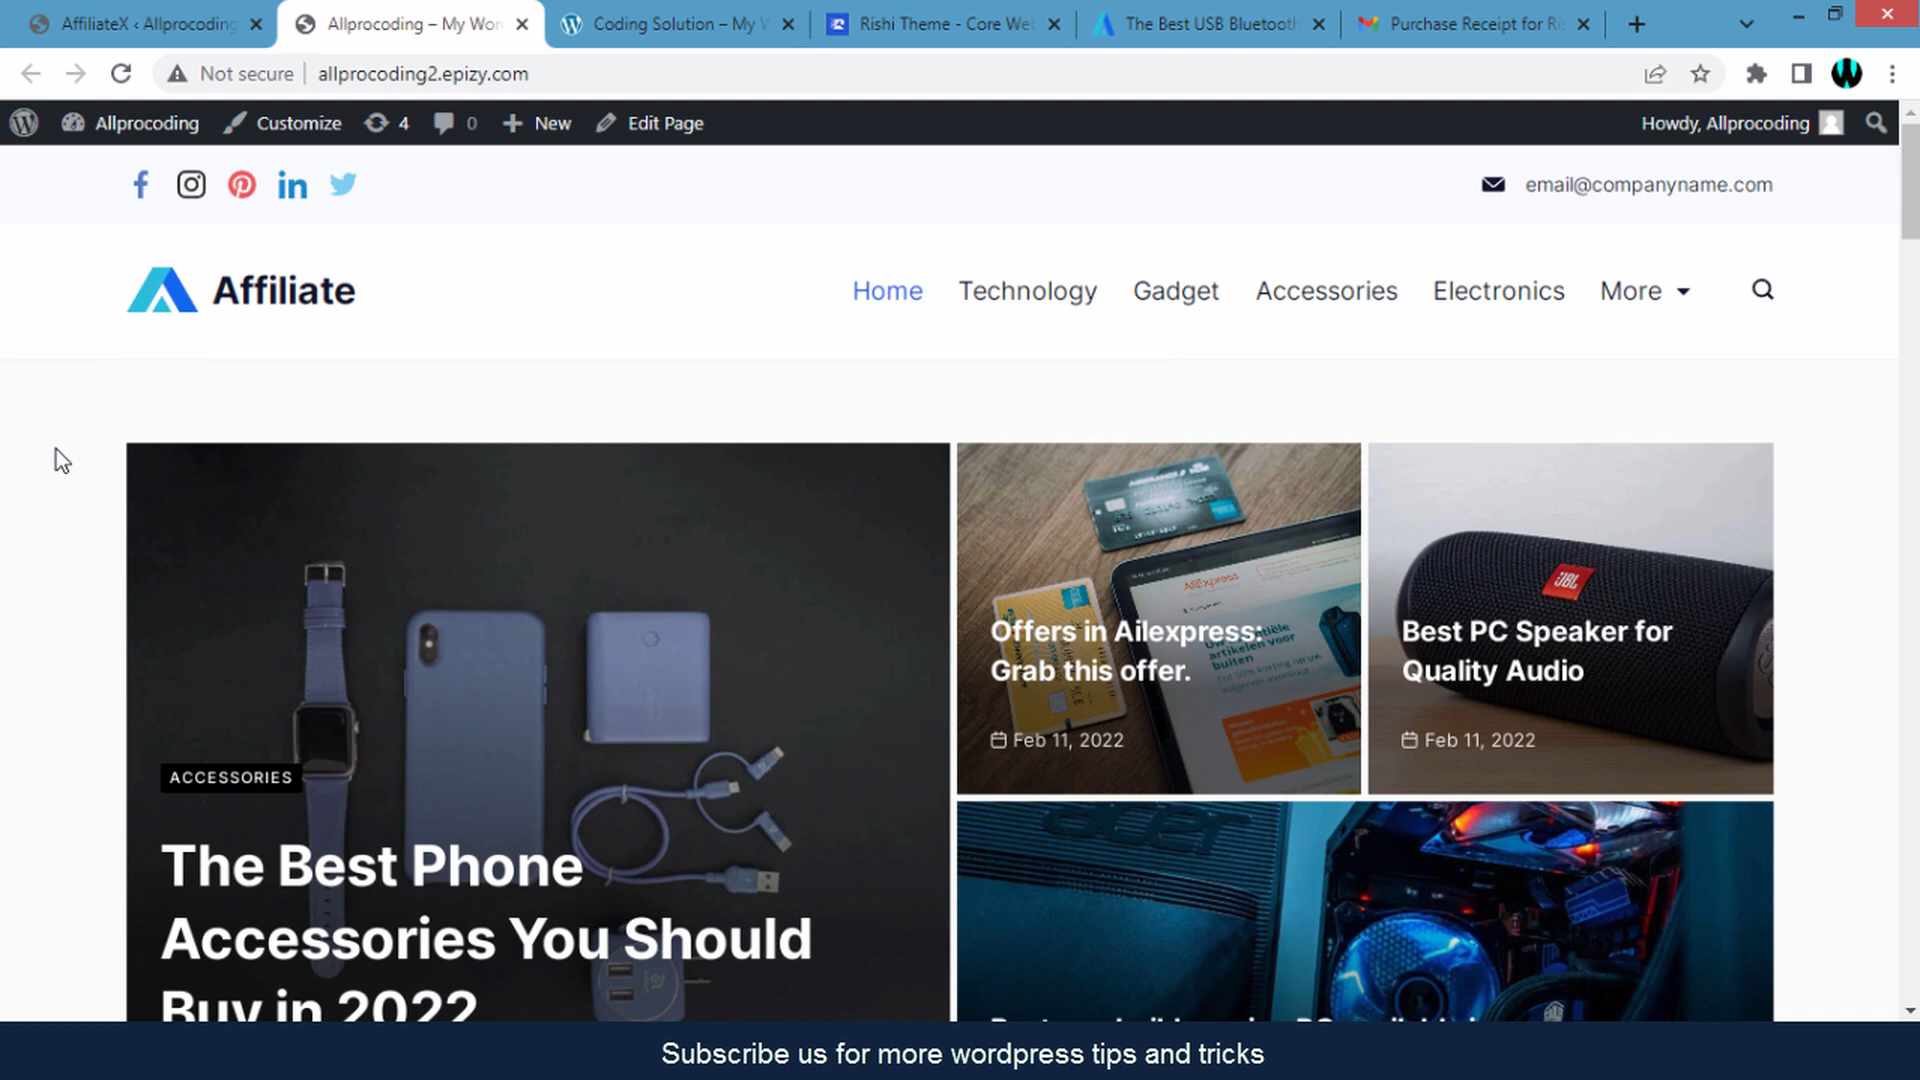 AffiliateX ‹ Allprocoding
Allprocoding – My Wor
Coding Solution – My W
Rishi Theme - Core We
The Best USB Bluetooth
Purchase Receipt for Ri
Not secure
allprocoding2.epizy.com
Allprocoding
Customize
4
0
New
Edit Page
Howdy, Allprocoding
email@companyname.com
Affiliate
Home
Technology
Gadget
Accessories
Electronics
More
AliExpress
JBL
Offers in Ailexpress:
Grab this offer.
Feb 11, 2022
Best PC Speaker for
Quality Audio
Feb 11, 2022
ACCESSORIES
The Best Phone
Accessories You Should
Buy in 2022
acer
Subscribe us for more wordpress tips and tricks